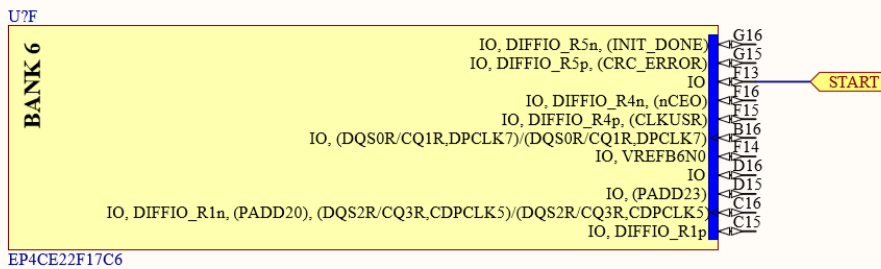 U?F
BANK 6
IO, DIFFIO_R5n, (INIT_DONE) G16
IO, DIFFIO_R5p, (CRC_ERROR) G15
IO F13 START
IO, DIFFIO_R4n, (nCEO) F16
IO, DIFFIO_R4p, (CLKUSR) F15
IO, (DQS0R/CQ1R,DPCLK7)/(DQS0R/CQ1R,DPCLK7) B16
IO, VREFB6N0 F14
IO D16
IO, (PADD23) D15
IO, DIFFIO_R1n, (PADD20), (DQS2R/CQ3R,CDPCLK5)/(DQS2R/CQ3R,CDPCLK5) C16
IO, DIFFIO_R1p C15
EP4CE22F17C6